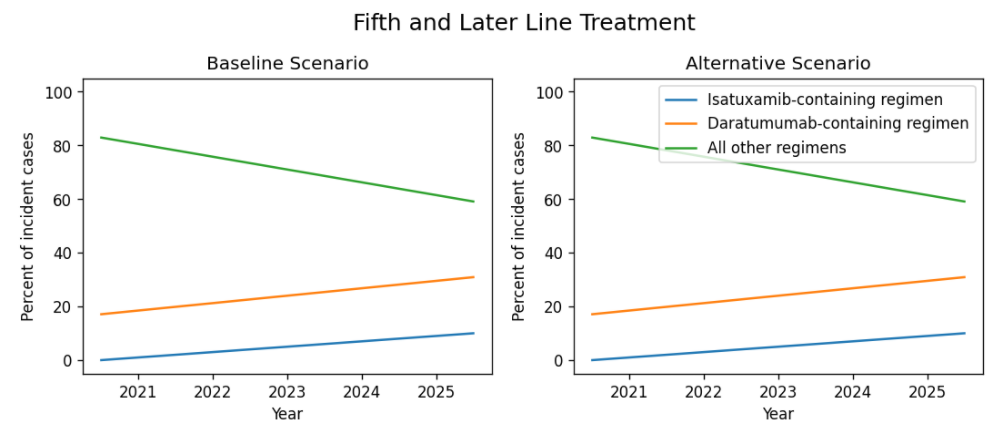 Fifth and Later Line Treatment
Baseline Scenario
Percent of incident cases
100
80
60
40
20
0
2021 2022 2023 2024 2025
Year
Alternative Scenario
Percent of incident cases
100
80
60
40
20
0
Isatuxamib-containing regimen
Daratumumab-containing regimen
All other regimens
2021 2022 2023 2024 2025
Year